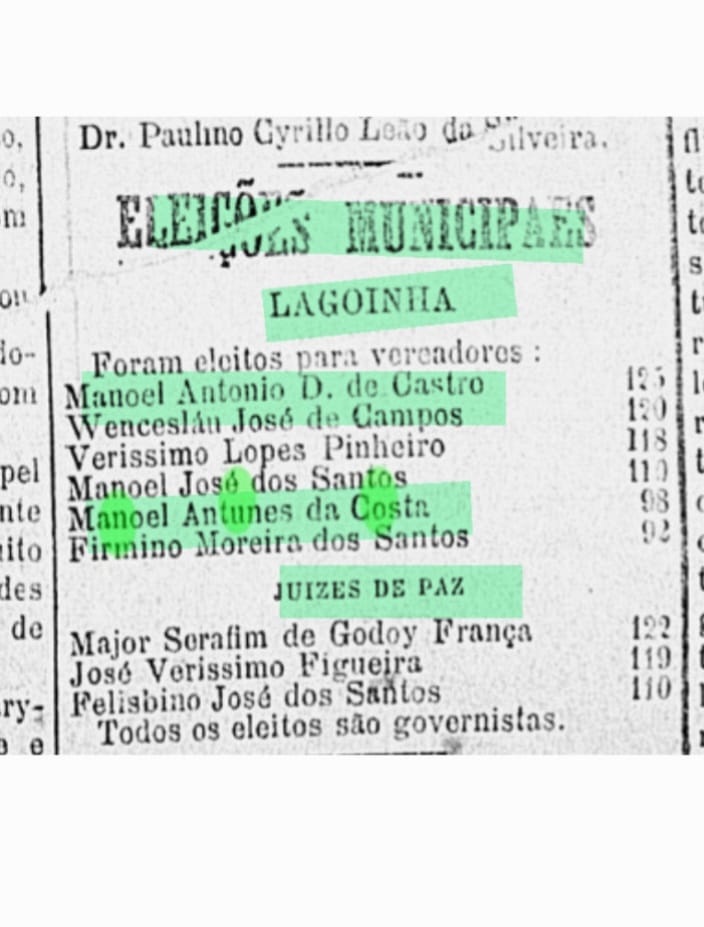 Dr. Paulino Cyrillo Leão da Silveira.
ELEIÇÕES MUNICIPAES
LAGOINHA
Foram eleitos para vereadores :
Manoel Antonio D. de Castro 125
Wencesláu José de Campos 120
Verissimo Lopes Pinheiro 118
Manoel José dos Santos 110
Manoel Antunes da Costa 98
Firmino Moreira dos Santos 92
JUIZES DE PAZ
Major Serafim de Godoy França 122
José Verissimo Figueira 119
Felisbino José dos Santos 110
Todos os eleitos são governistas.